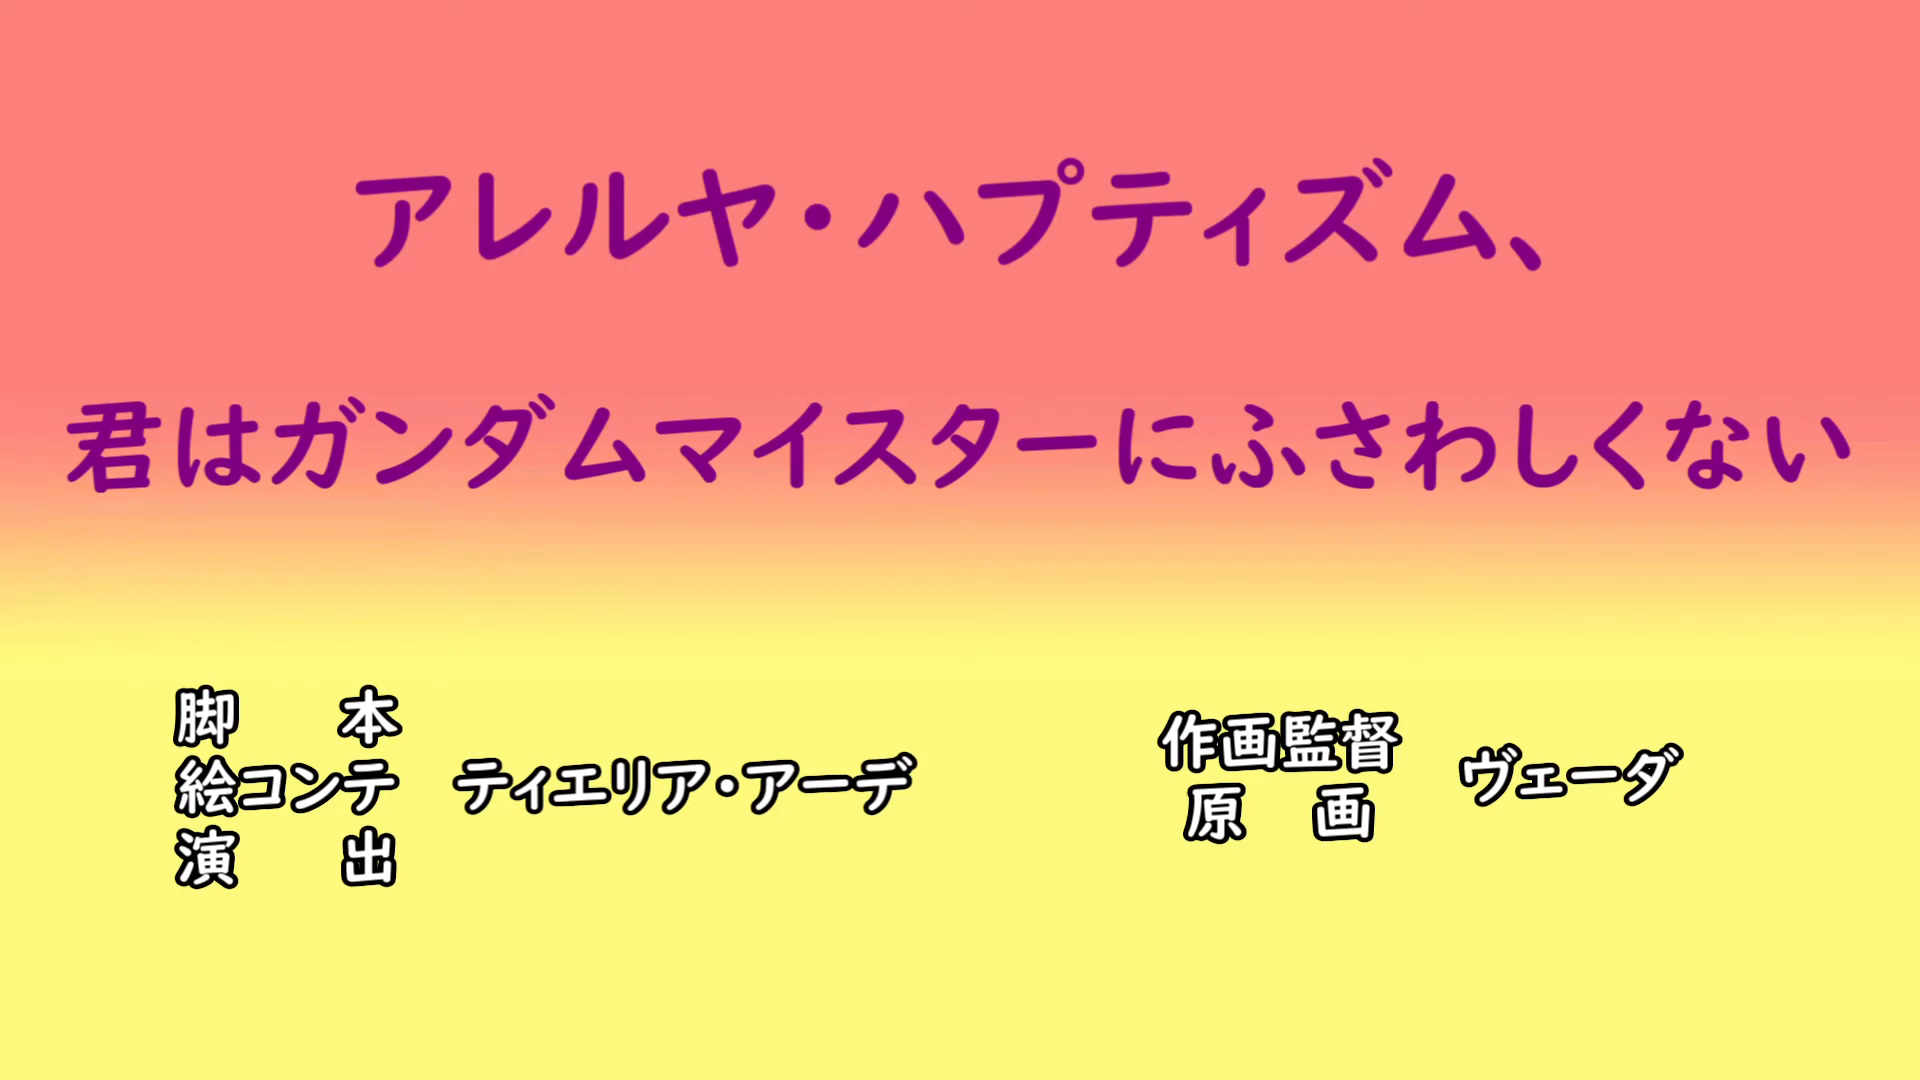 アレルヤ・ハプティズム、
君はガンダムマイスターにふさわしくない
脚本
絵コンテ ティエリア・アーデ
演出
作画監督
原画 ヴェーダ